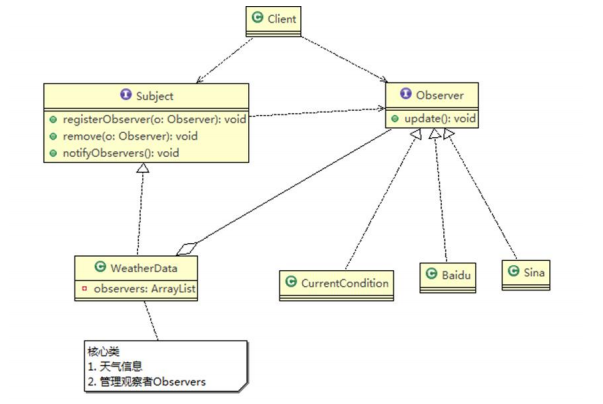 Client
Subject
registerObserver(o: Observer): void
remove(o: Observer): void
notifyObservers(): void
Observer
update(): void
WeatherData
observers: ArrayList
CurrentCondition
Baidu
Sina
核心类
1. 天气信息
2. 管理观察者Observers